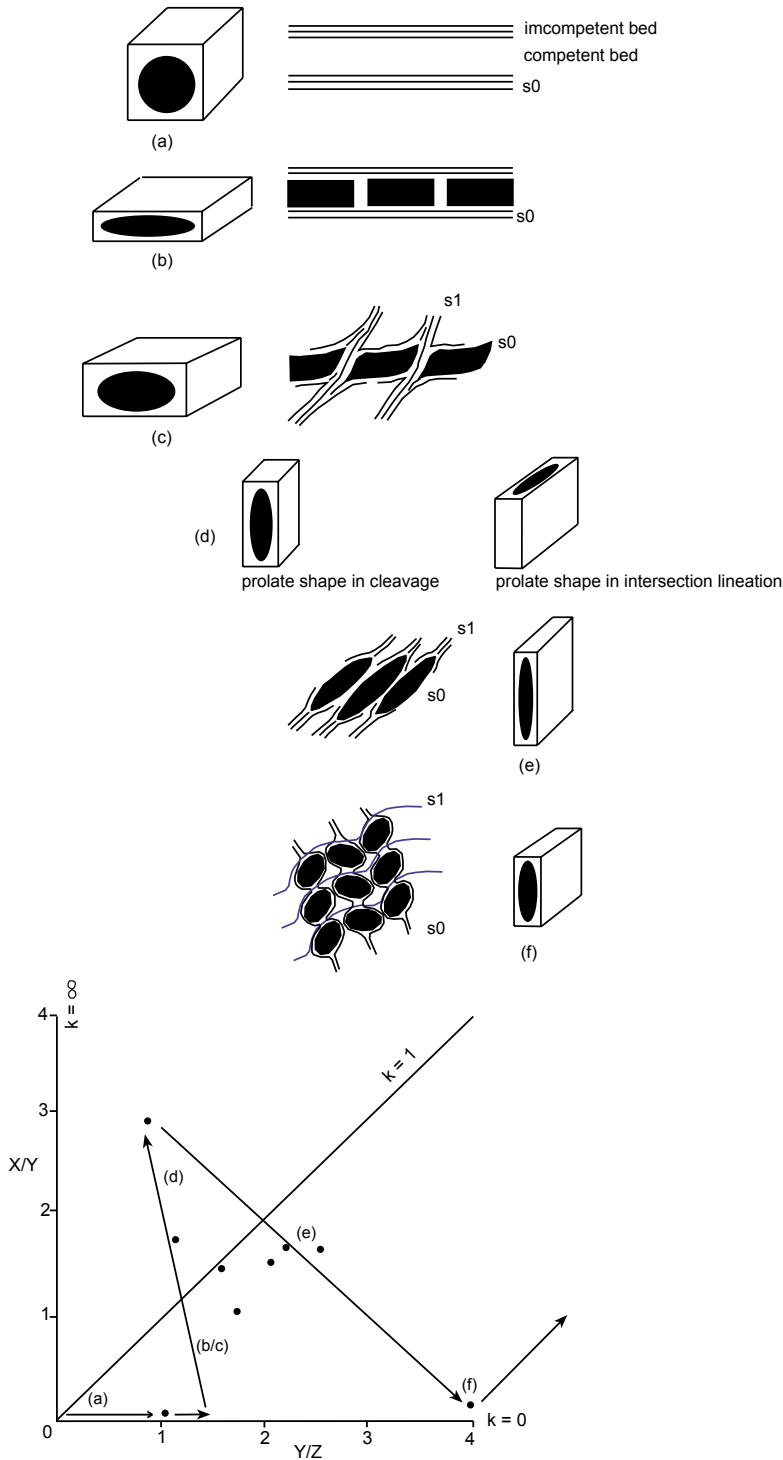 imcompetent bed
competent bed
s0
(a)
s0
(b)
s1
s0
(c)
(d)
prolate shape in cleavage
prolate shape in intersection lineation
s1
s0
(e)
s1
s0
(f)
k = ∞
4
k = 1
3
X/Y
(d)
2
(e)
1
(b/c)
(a)
(f)
k = 0
0
1
2
3
4
Y/Z